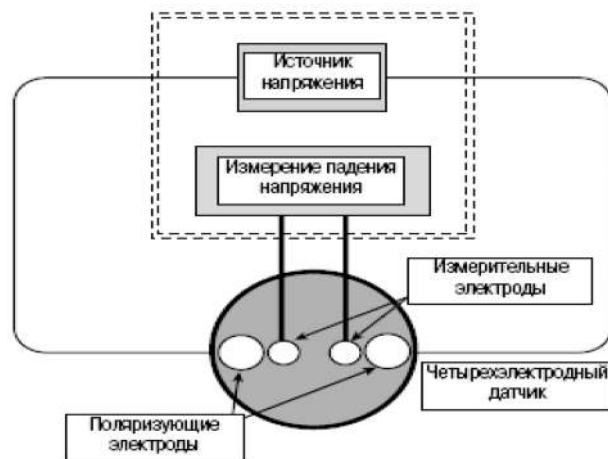 Источник
напряжения
Измерение падения
напряжения
Измерительные
электроды
Четырехэлектродный
датчик
Поляризующие
электроды